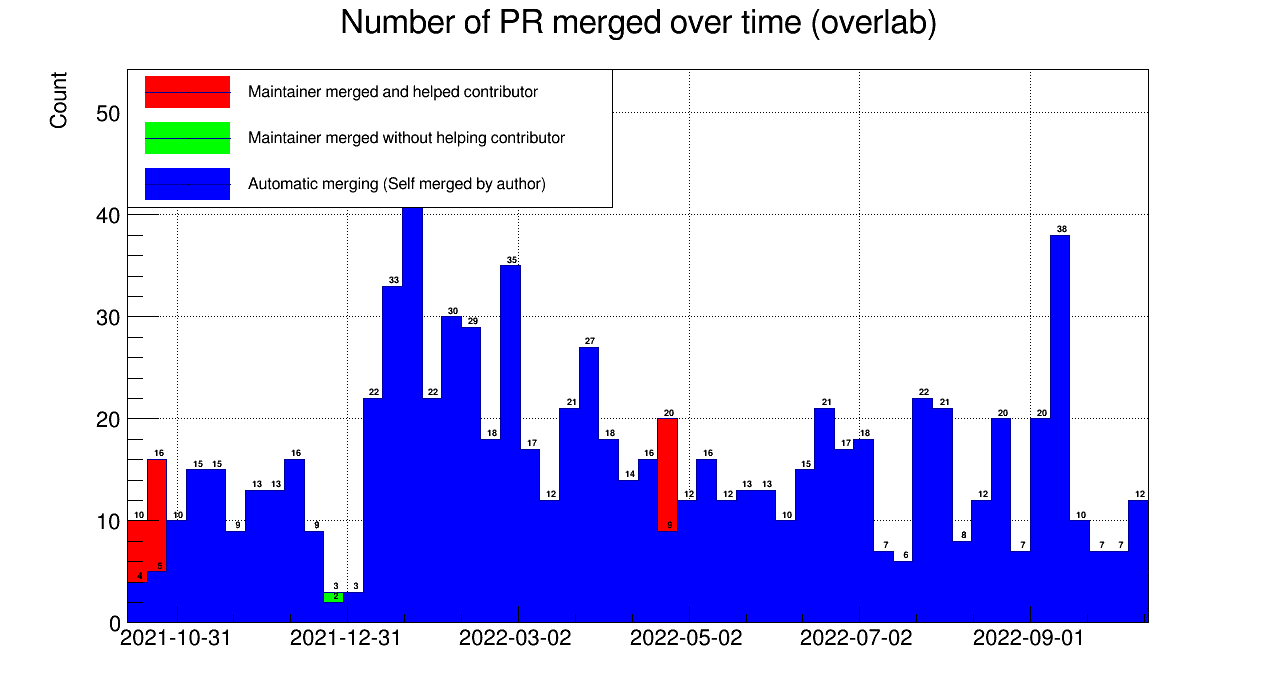 Number of PR merged over time (overlab)
Count
Maintainer merged and helped contributor
Maintainer merged without helping contributor
Automatic merging (Self merged by author)
50
40
30
20
10
0
10 16 10 15 15 9 13 13 16 9 3 3 22 33 22 30 29 18 35 17 12 21 27 18 14 16 20 12 16 12 13 13 10 15 21 17 18 7 6 22 21 8 12 20 7 20 38 10 7 7 12
4 5 2 9
2021-10-31 2021-12-31 2022-03-02 2022-05-02 2022-07-02 2022-09-01